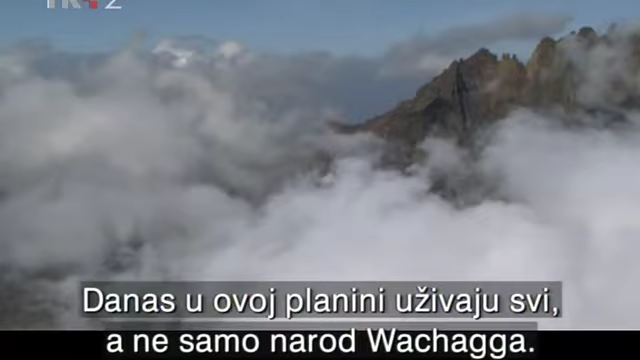 HRT 2
Danas u ovoj planini uživaju svi,
a ne samo narod Wachagga.